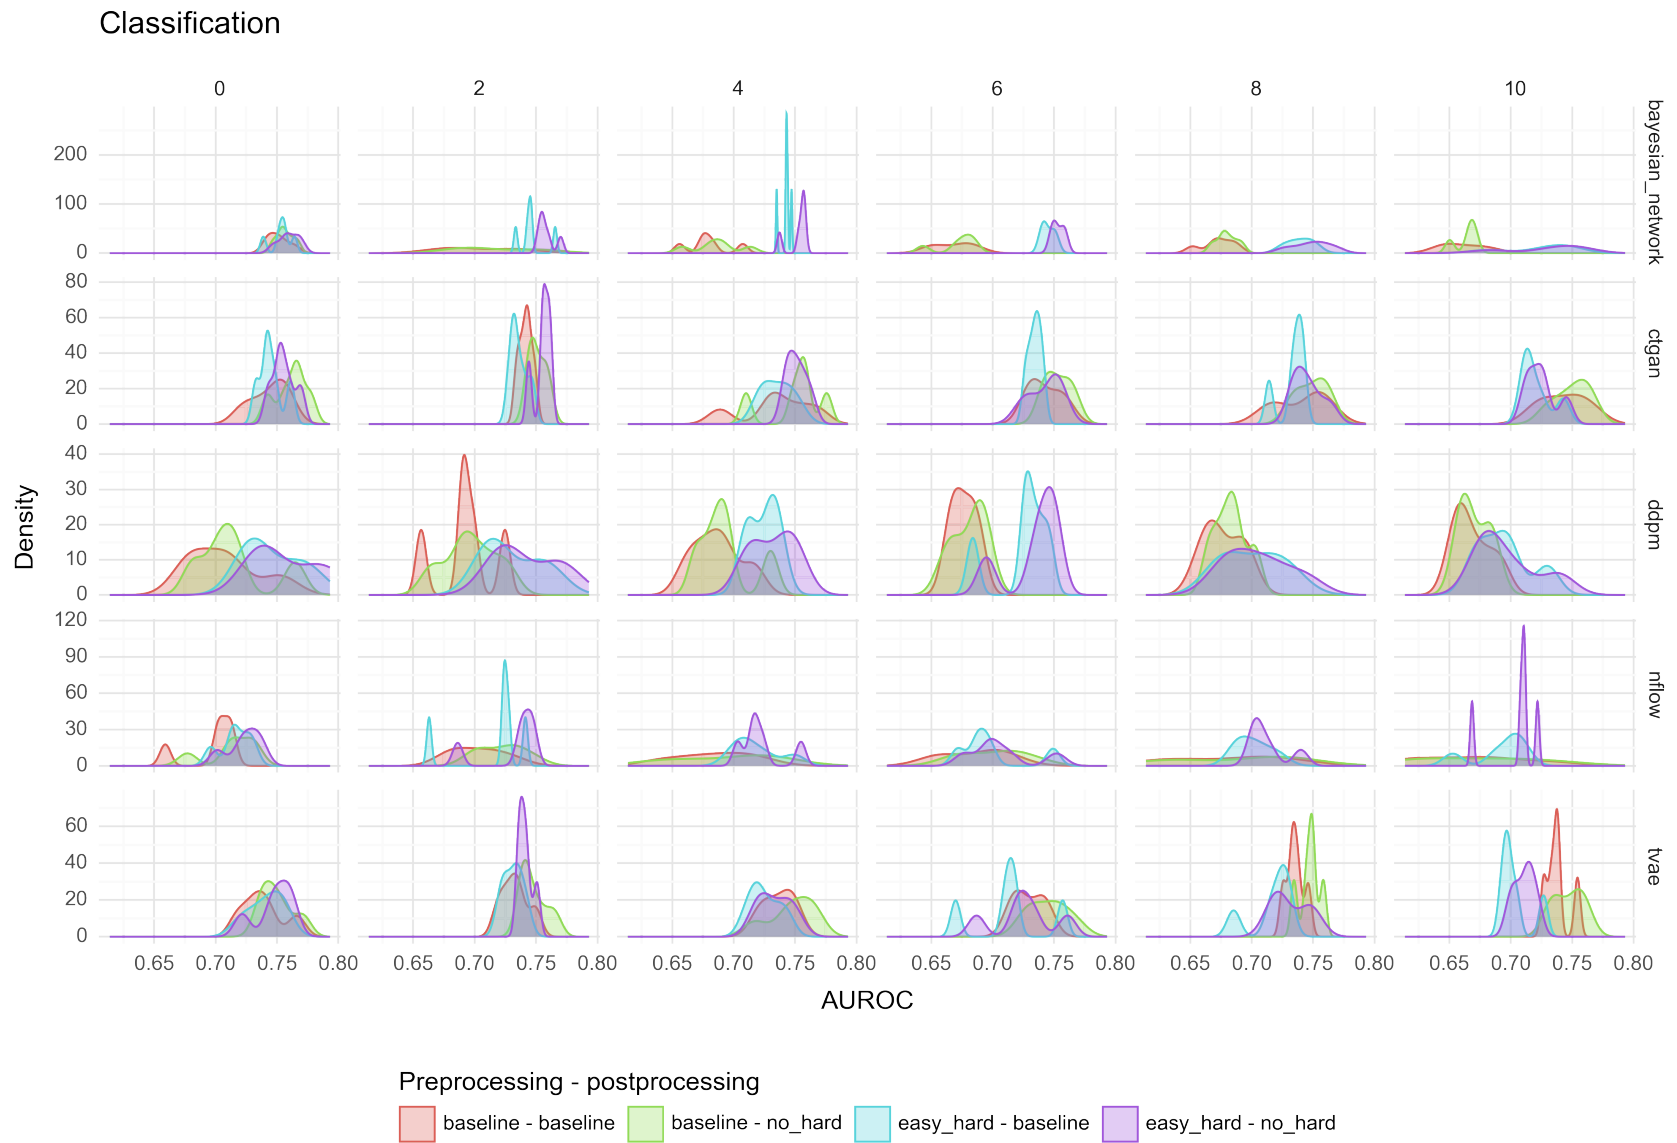 Classification
0 2 4 6 8 10
bayesian_network
200
100
0
ctgan
80
60
40
20
0
ddpm
40
30
20
10
0
nflow
120
90
60
30
0
tvae
60
40
20
0
Density
0.65 0.70 0.75 0.80 0.65 0.70 0.75 0.80 0.65 0.70 0.75 0.80 0.65 0.70 0.75 0.80 0.65 0.70 0.75 0.80 0.65 0.70 0.75 0.80
AUROC
Preprocessing - postprocessing
baseline - baseline baseline - no_hard easy_hard - baseline easy_hard - no_hard